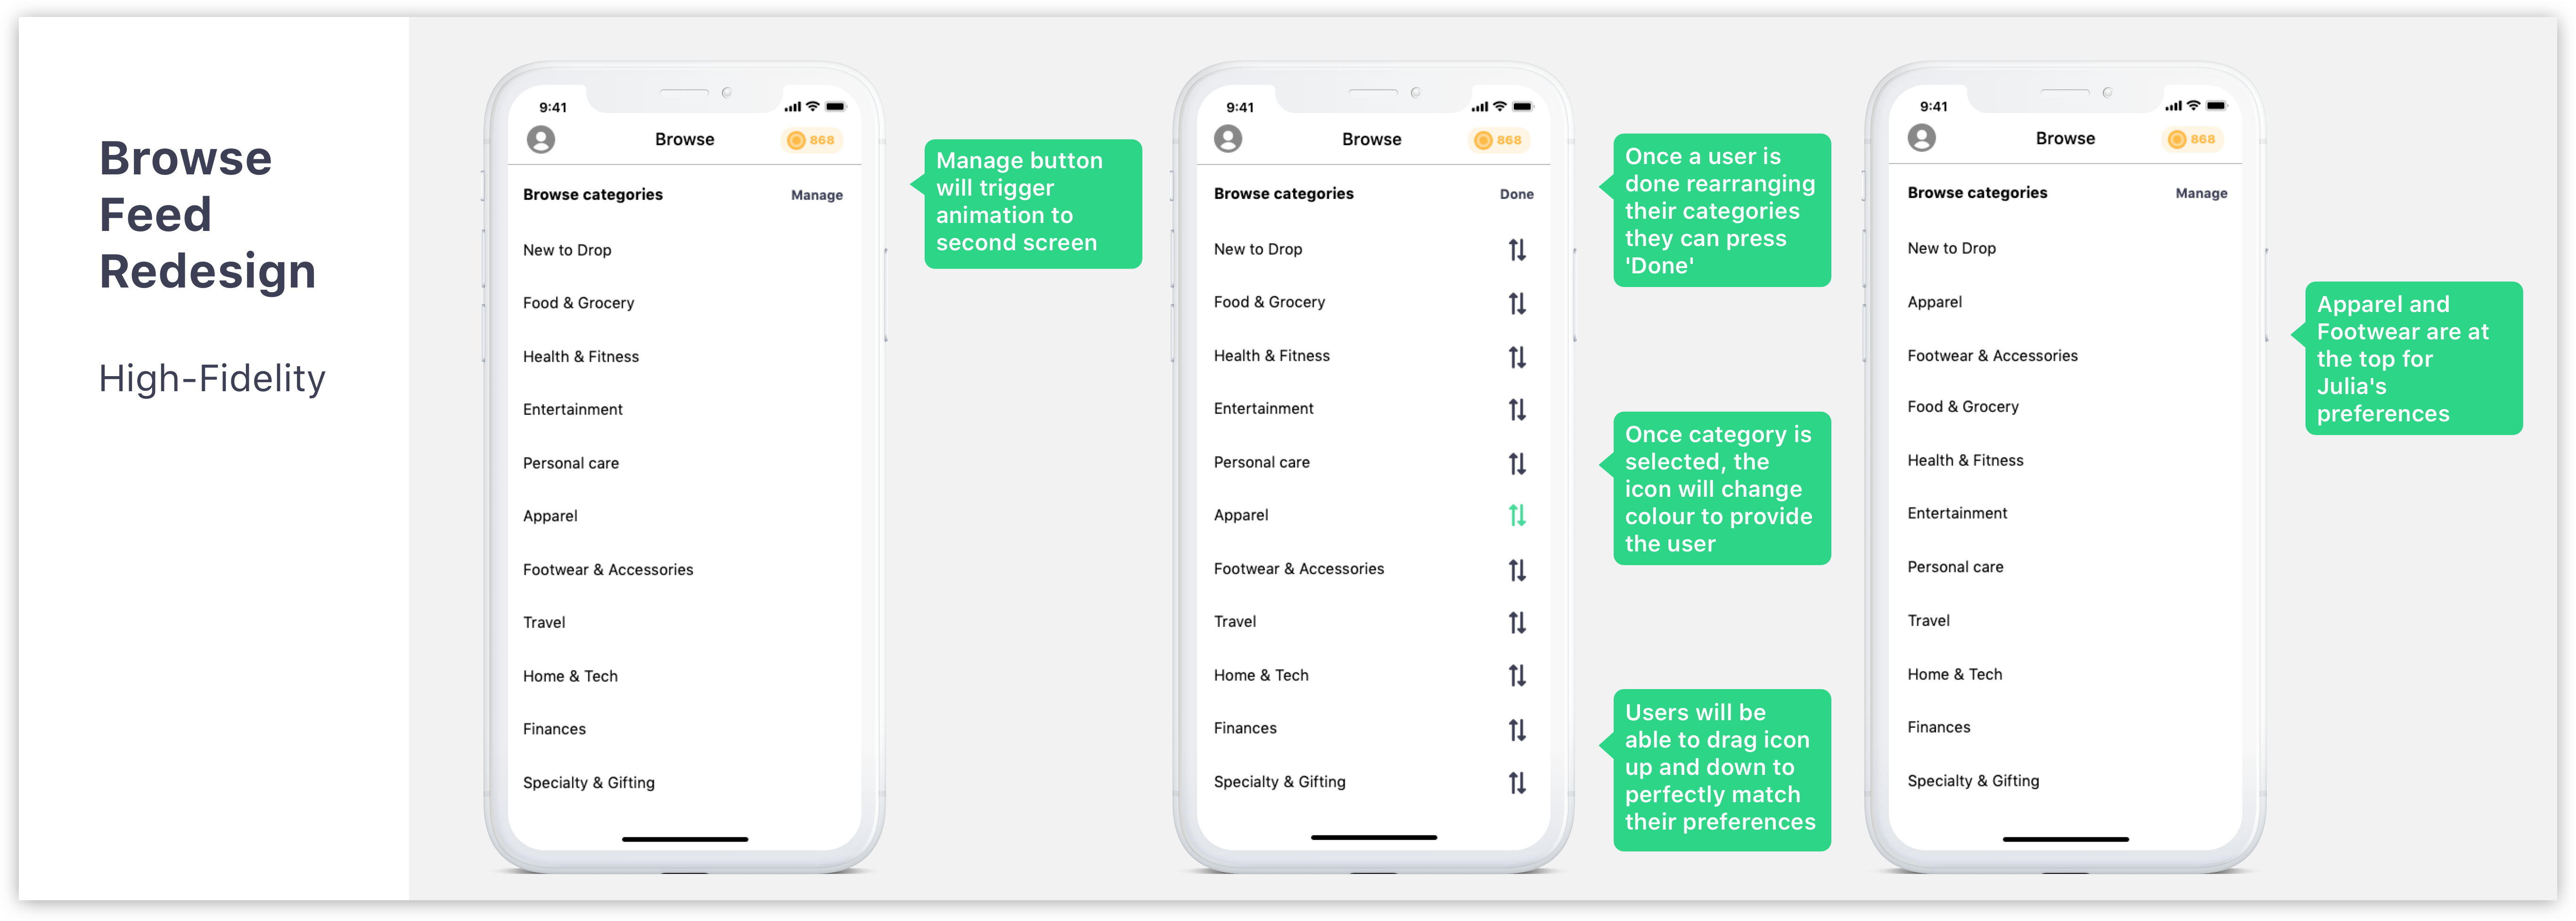 Browse
Feed
Redesign
High-Fidelity
9:41
Browse
868
Browse categories
Manage
New to Drop
Food & Grocery
Health & Fitness
Entertainment
Personal care
Apparel
Footwear & Accessories
Travel
Home & Tech
Finances
Specialty & Gifting
Manage button
will trigger
animation to
second screen
9:41
Browse
868
Browse categories
Done
New to Drop
Food & Grocery
Health & Fitness
Entertainment
Personal care
Apparel
Footwear & Accessories
Travel
Home & Tech
Finances
Specialty & Gifting
Once a user is
done rearranging
their categories
they can press
'Done'
Once category is
selected, the
icon will change
colour to provide
the user
Users will be
able to drag icon
up and down to
perfectly match
their preferences
9:41
Browse
868
Browse categories
Manage
New to Drop
Apparel
Footwear & Accessories
Food & Grocery
Health & Fitness
Entertainment
Personal care
Travel
Home & Tech
Finances
Specialty & Gifting
Apparel and
Footwear are at
the top for
Julia's
preferences